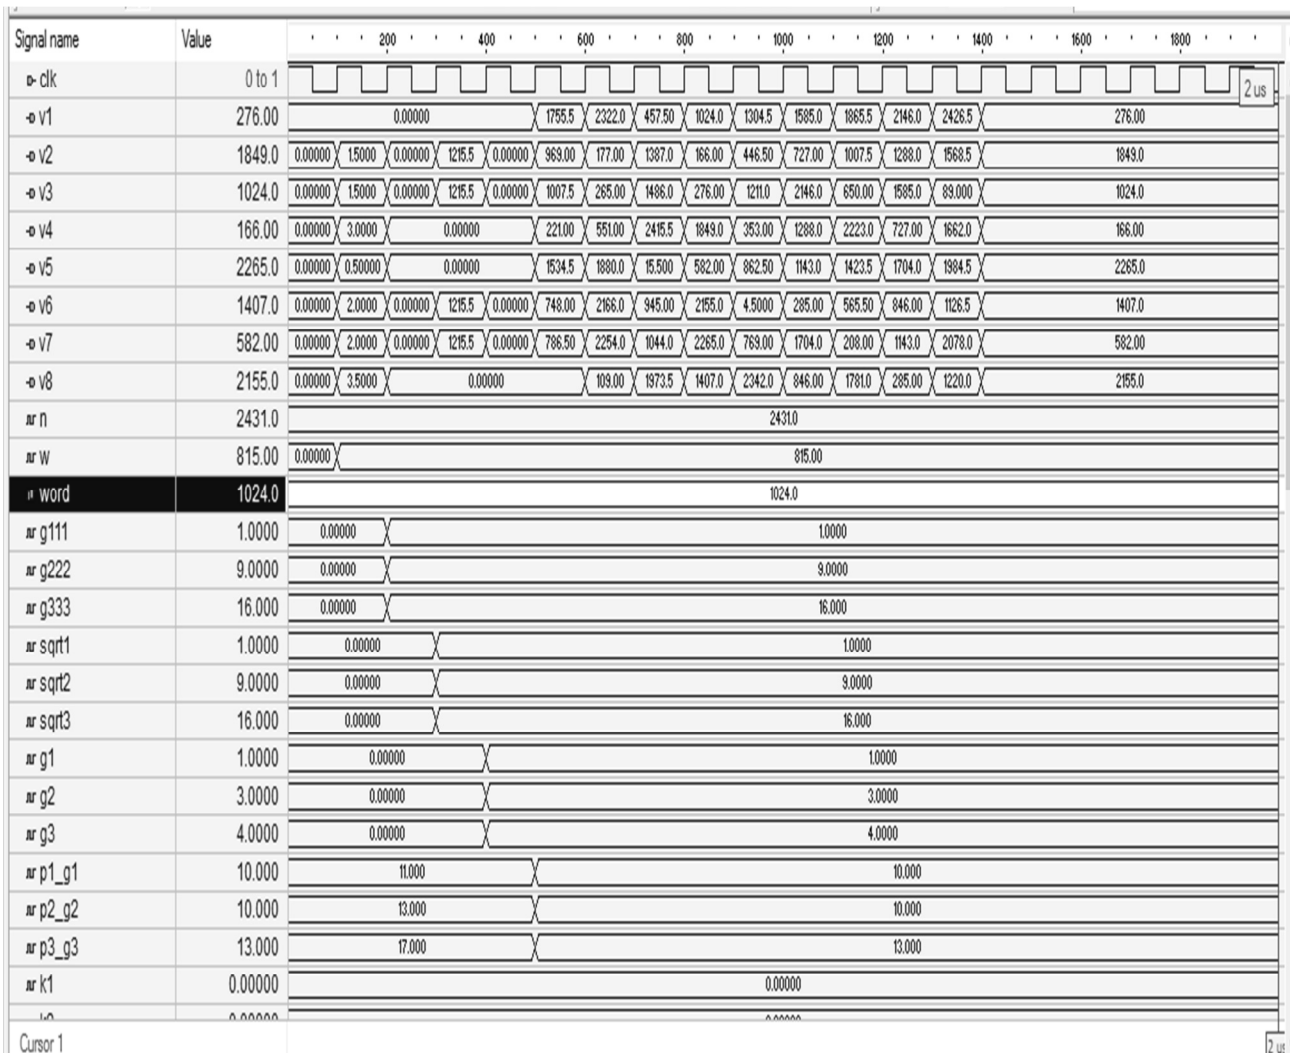 Signal name Value 200 400 600 800 1000 1200 1400 1600 1800
clk 0 to 1 2 us
v1 276.00 0.00000 1755.5 2322.0 457.50 1024.0 1304.5 1585.0 1865.5 2146.0 2426.5 276.00
v2 1849.0 0.00000 1.5000 0.00000 1215.5 0.00000 969.00 177.00 1387.0 166.00 446.50 727.00 1007.5 1288.0 1568.5 1849.0
v3 1024.0 0.00000 1.5000 0.00000 1215.5 0.00000 1007.5 265.00 1486.0 276.00 1211.0 2146.0 650.00 1585.0 89.000 1024.0
v4 166.00 0.00000 3.0000 0.00000 221.00 551.00 2415.5 1849.0 353.00 1288.0 2223.0 727.00 1662.0 166.00
v5 2265.0 0.00000 0.50000 0.00000 1534.5 1880.0 15.500 582.00 862.50 1143.0 1423.5 1704.0 1984.5 2265.0
v6 1407.0 0.00000 2.0000 0.00000 1215.5 0.00000 748.00 2166.0 945.00 2155.0 4.5000 285.00 565.50 846.00 1126.5 1407.0
v7 582.00 0.00000 2.0000 0.00000 1215.5 0.00000 786.50 2254.0 1044.0 2265.0 769.00 1704.0 208.00 1143.0 2078.0 582.00
v8 2155.0 0.00000 3.5000 0.00000 109.00 1973.5 1407.0 2342.0 846.00 1781.0 285.00 1220.0 2155.0
n 2431.0 2431.0
w 815.00 0.00000 815.00
word 1024.0 1024.0
g111 1.0000 0.00000 1.0000
g222 9.0000 0.00000 9.0000
g333 16.000 0.00000 16.000
sqrt1 1.0000 0.00000 1.0000
sqrt2 9.0000 0.00000 9.0000
sqrt3 16.000 0.00000 16.000
g1 1.0000 0.00000 1.0000
g2 3.0000 0.00000 3.0000
g3 4.0000 0.00000 4.0000
p1_g1 10.000 11.000 10.000
p2_g2 10.000 13.000 10.000
p3_g3 13.000 17.000 13.000
k1 0.00000 0.00000
Cursor 1 2 us